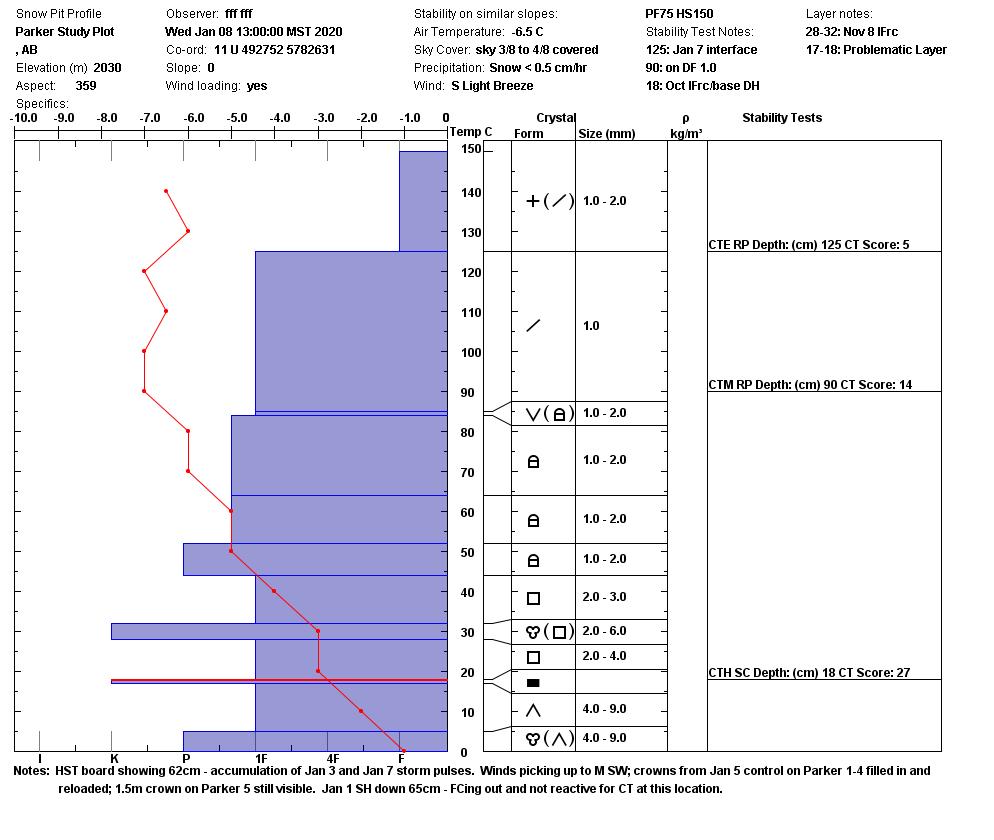 Snow Pit Profile Observer: fff fff Stability on similar slopes: PF75 HS150 Layer notes:
Parker Study Plot Wed Jan 08 13:00:00 MST 2020 Air Temperature: -6.5 C Stability Test Notes: 28-32: Nov 8 IFrc
, AB Co-ord: 11 U 492752 5782631 Sky Cover: sky 3/8 to 4/8 covered 125: Jan 7 interface 17-18: Problematic Layer
Elevation (m) 2030 Slope: 0 Precipitation: Snow < 0.5 cm/hr 90: on DF 1.0
Aspect: 359 Wind loading: yes Wind: S Light Breeze 18: Oct IFrc/base DH
Specifics:
-10.0 -9.0 -8.0 -7.0 -6.0 -5.0 -4.0 -3.0 -2.0 -1.0 0 Crystal ρ Stability Tests
Temp C Form Size (mm) kg/m³
150
140
+ ( / ) 1.0 - 2.0
130
CTE RP Depth: (cm) 125 CT Score: 5
120
110
/ 1.0
100
CTM RP Depth: (cm) 90 CT Score: 14
90
( ) 1.0 - 2.0
80
1.0 - 2.0
70
60
1.0 - 2.0
50
1.0 - 2.0
40
2.0 - 3.0
30
( ) 2.0 - 6.0
2.0 - 4.0
20
CTH SC Depth: (cm) 18 CT Score: 27
10
4.0 - 9.0
( ) 4.0 - 9.0
0
I K P 1F 4F F
Notes: HST board showing 62cm - accumulation of Jan 3 and Jan 7 storm pulses. Winds picking up to M SW; crowns from Jan 5 control on Parker 1-4 filled in and
reloaded; 1.5m crown on Parker 5 still visible. Jan 1 SH down 65cm - FCing out and not reactive for CT at this location.